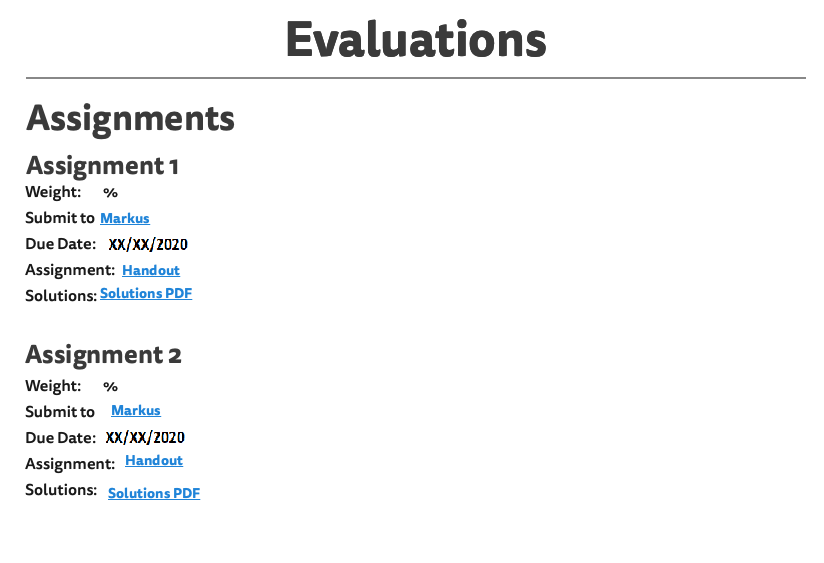 Evaluations
Assignments
Assignment 1
Weight: %
Submit to Markus
Due Date: XX/XX/2020
Assignment: Handout
Solutions: Solutions PDF
Assignment 2
Weight: %
Submit to Markus
Due Date: XX/XX/2020
Assignment: Handout
Solutions: Solutions PDF